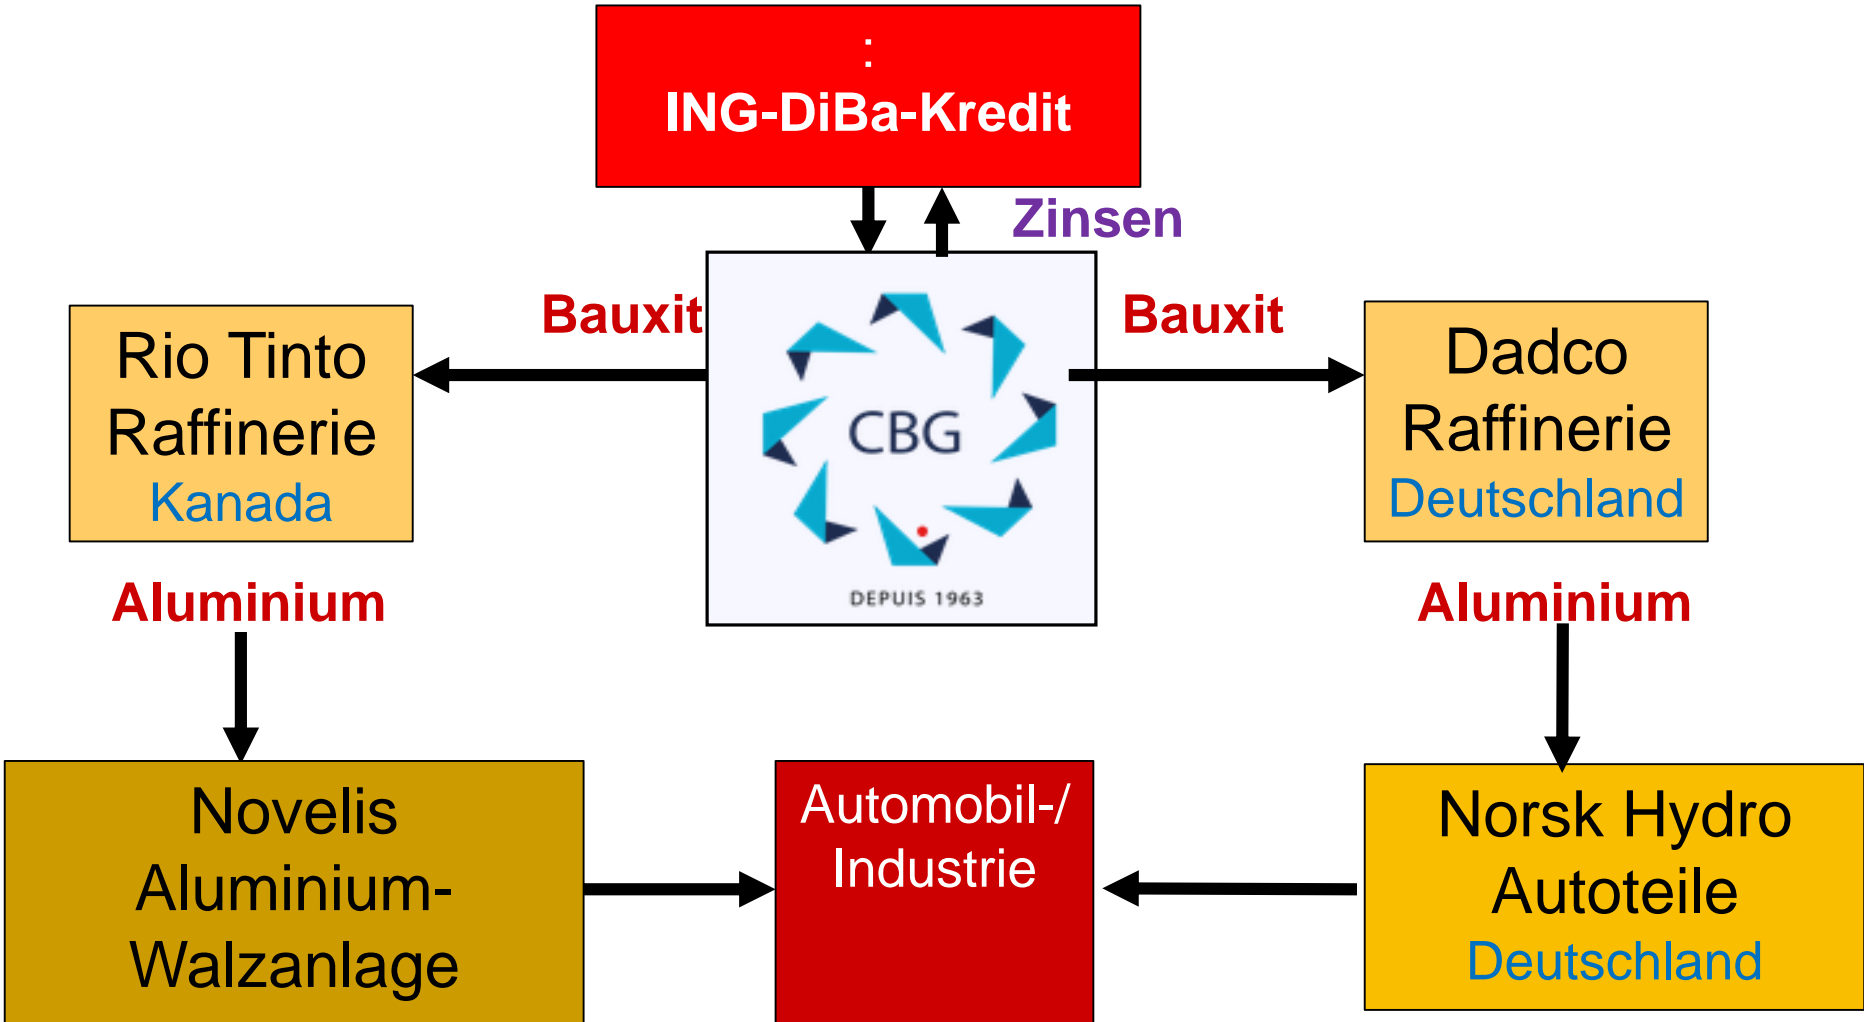 :
ING-DiBa-Kredit
Zinsen
Bauxit
Bauxit
Rio Tinto
Raffinerie
Kanada
CBG
DEPUIS 1963
Dadco
Raffinerie
Deutschland
Aluminium
Aluminium
Novelis
Aluminium-
Walzanlage
Automobil-/
Industrie
Norsk Hydro
Autoteile
Deutschland